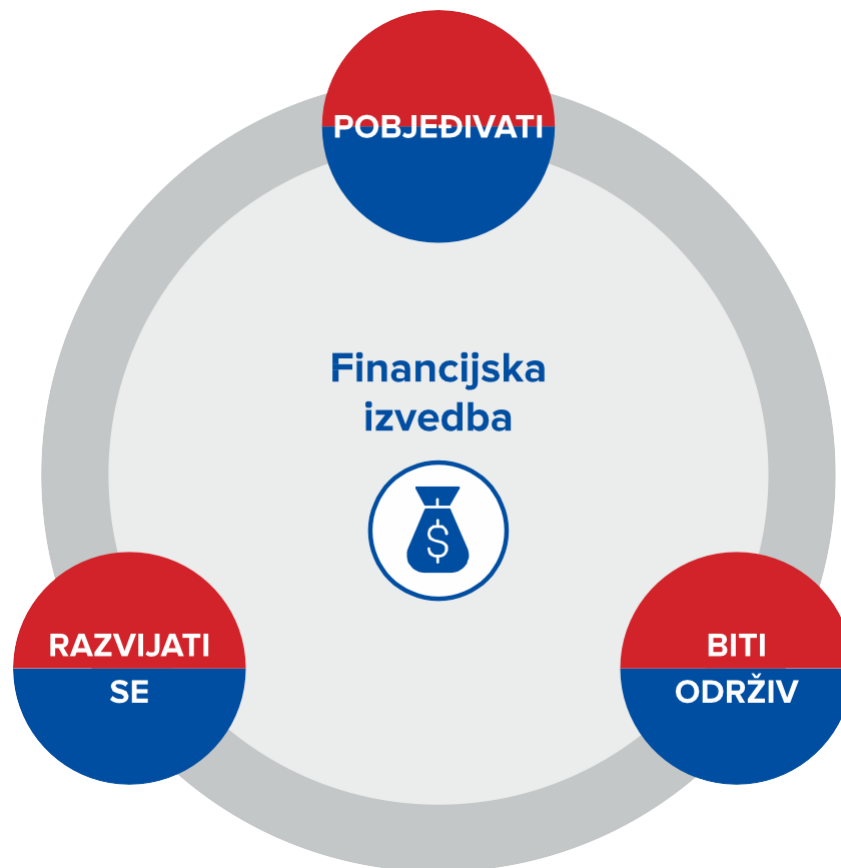 POBJEĐIVATI
Financijska
izvedba
$
RAZVIJATI
SE
BITI
ODRŽIV